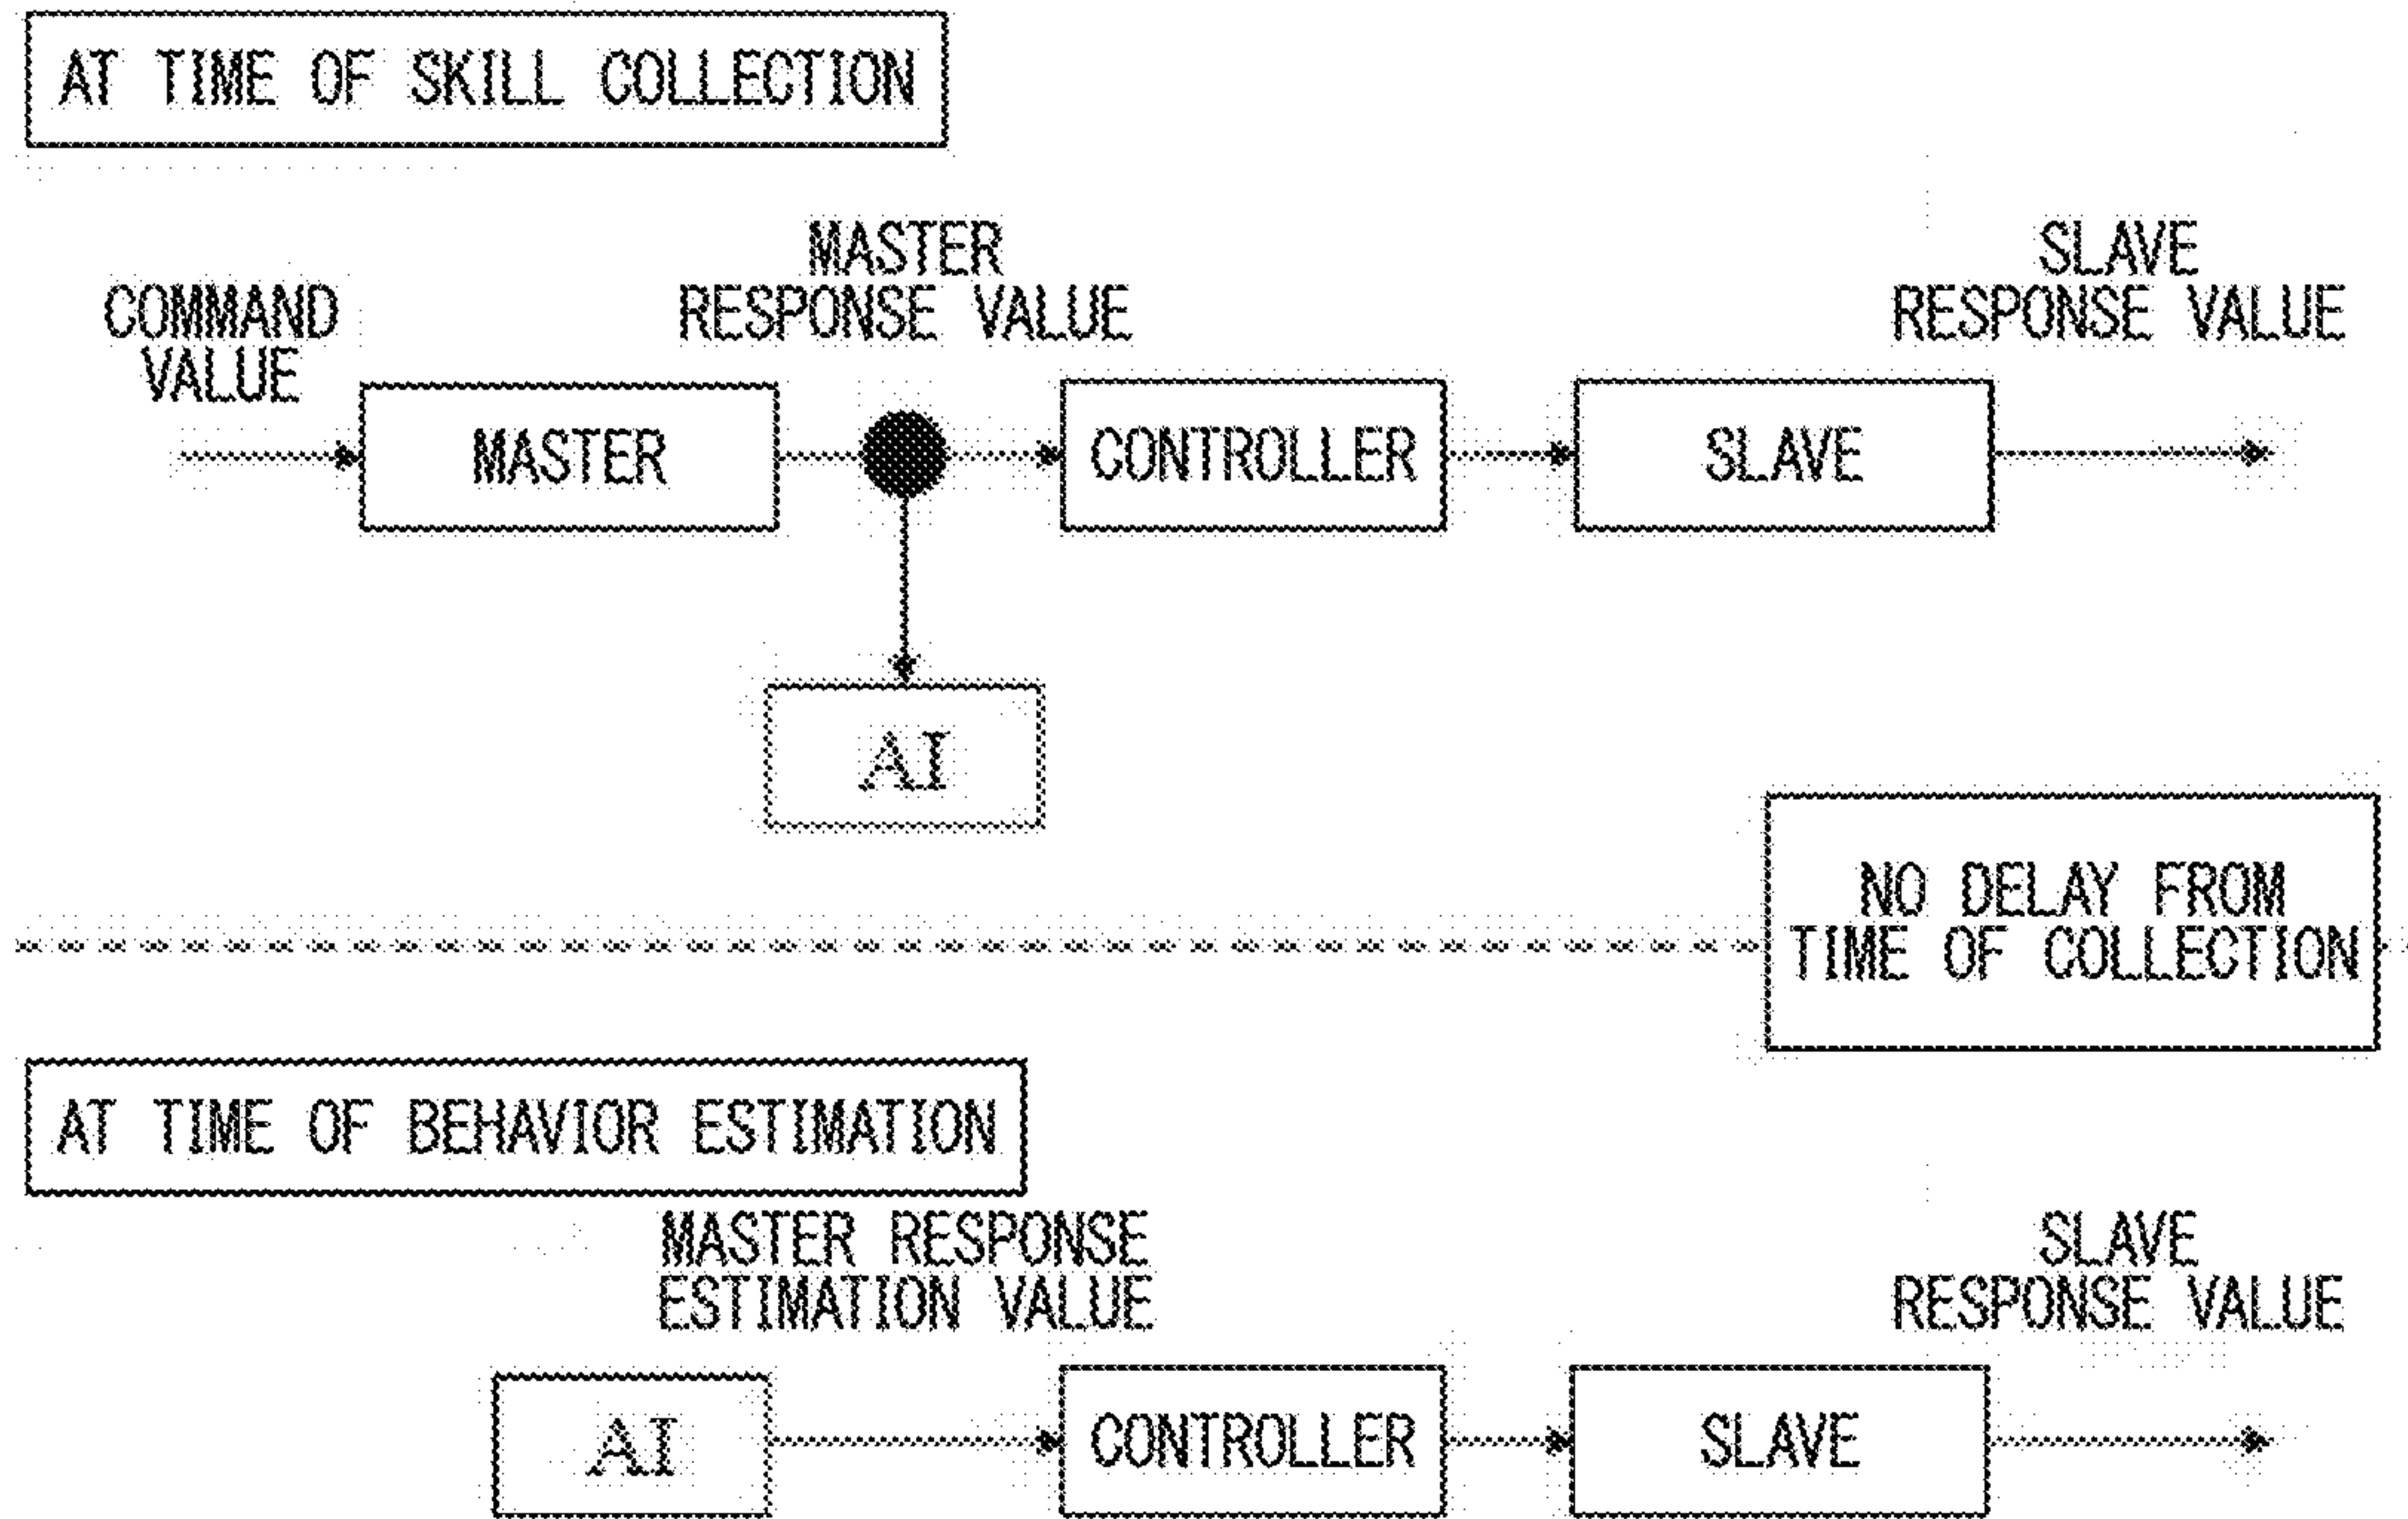 AT TIME OF SKILL COLLECTION
MASTER
RESPONSE VALUE
SLAVE
RESPONSE VALUE
COMMAND
VALUE
MASTER
CONTROLLER
SLAVE
AI
NO DELAY FROM
TIME OF COLLECTION
AT TIME OF BEHAVIOR ESTIMATION
MASTER RESPONSE
ESTIMATION VALUE
SLAVE
RESPONSE VALUE
AI
CONTROLLER
SLAVE